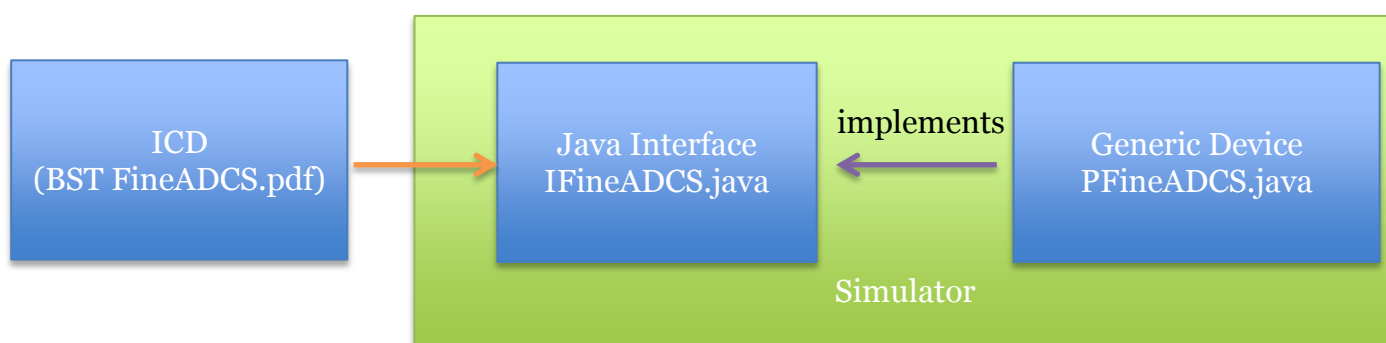 ICD
(BST FineADCS.pdf)
Java Interface
IFineADCS.java
implements
Generic Device
PFineADCS.java
Simulator